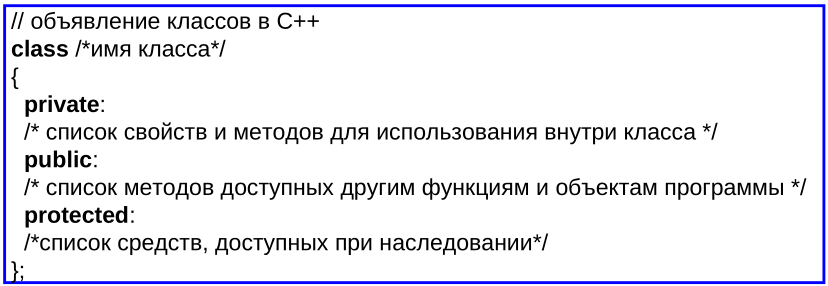 // объявление классов в С++
class /*имя класса*/
{
private:
/* список свойств и методов для использования внутри класса */
public:
/* список методов доступных другим функциям и объектам программы */
protected:
/*список средств, доступных при наследовании*/
};